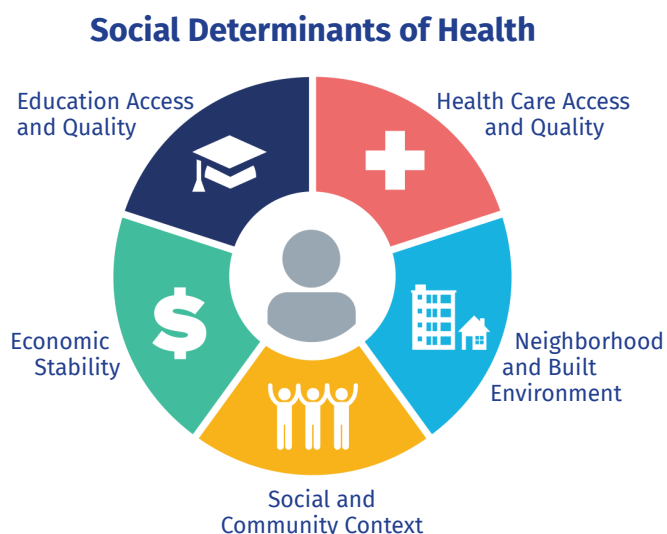 Social Determinants of Health
Education Access
and Quality
Health Care Access
and Quality
Economic
Stability
Neighborhood
and Built
Environment
Social and
Community Context